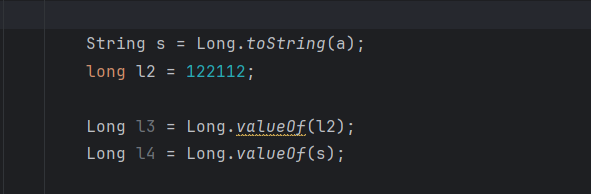 String s = Long.toString(a);
long l2 = 122112;
Long l3 = Long.valueOf(l2);
Long l4 = Long.valueOf(s);